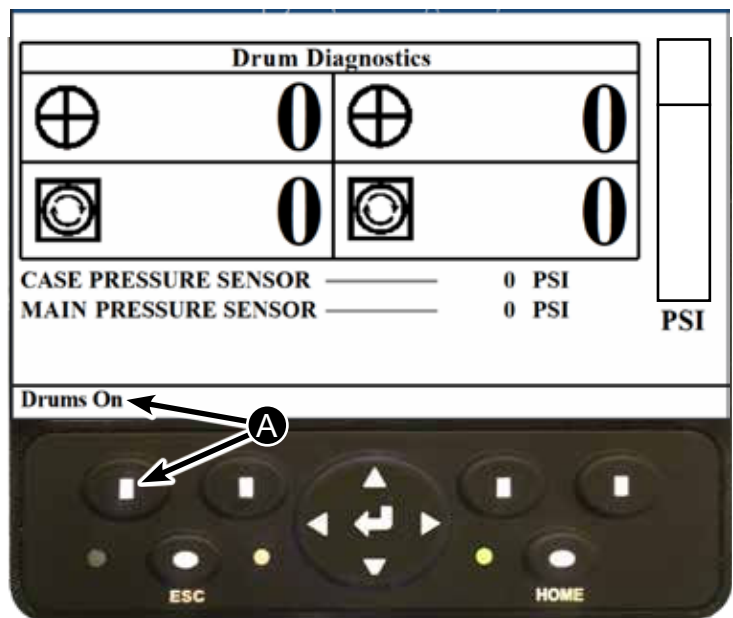 Drum Diagnostics
0 0
0 0
CASE PRESSURE SENSOR 0 PSI
MAIN PRESSURE SENSOR 0 PSI
PSI
Drums On
A
ESC HOME